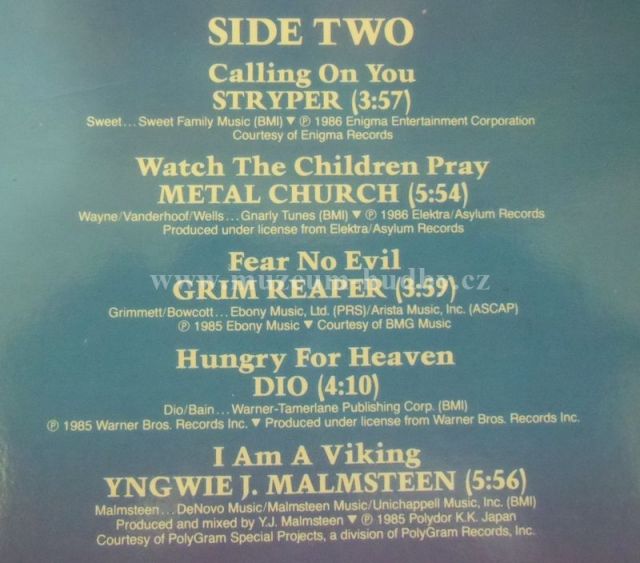 SIDE TWO
Calling On You
STRYPER (3:57)
Sweet... Sweet Family Music (BMI) ▼ ℗ 1986 Enigma Entertainment Corporation
Courtesy of Enigma Records
Watch The Children Pray
METAL CHURCH (5:54)
Wayne/Vanderhoof/Wells... Gnarly Tunes (BMI) ▼ ℗ 1986 Elektra/Asylum Records
Produced under license from Elektra/Asylum Records
Fear No Evil
www.muzeum-hudby.cz
GRIM REAPER (3:59)
Grimmett/Bowcott... Ebony Music, Ltd. (PRS)/Arista Music, Inc. (ASCAP)
℗ 1985 Ebony Music ▼ Courtesy of BMG Music
Hungry For Heaven
DIO (4:10)
Dio/Bain... Warner-Tamerlane Publishing Corp. (BMI)
℗ 1985 Warner Bros. Records Inc. ▼ Produced under license from Warner Bros. Records Inc.
I Am A Viking
YNGWIE J. MALMSTEEN (5:56)
Malmsteen... DeNovo Music/Malmsteen Music/Unichappell Music, Inc. (BMI)
Produced and mixed by Y.J. Malmsteen ▼ ℗ 1985 Polydor K.K. Japan
Courtesy of PolyGram Special Projects, a division of PolyGram Records, Inc.